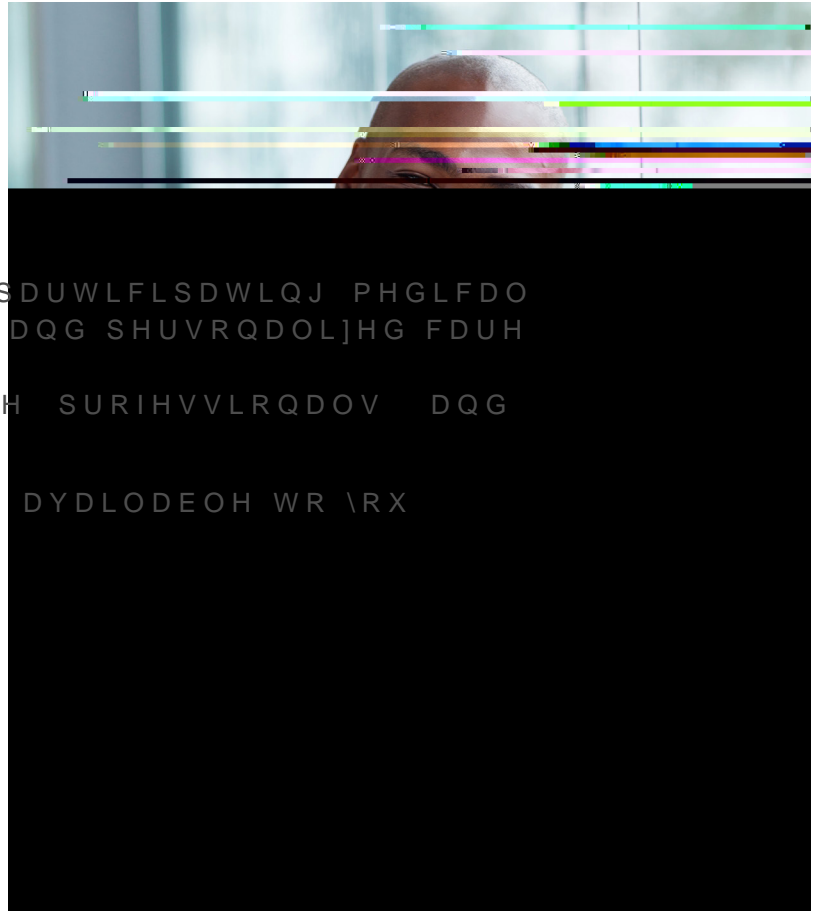 SDUWLFLSDWLQJ PHGLFDO
DQG SHUVRQDOL]HG FDUH
H SURIHVVLRQDOV DQG
DYDLODEOH WR \RX